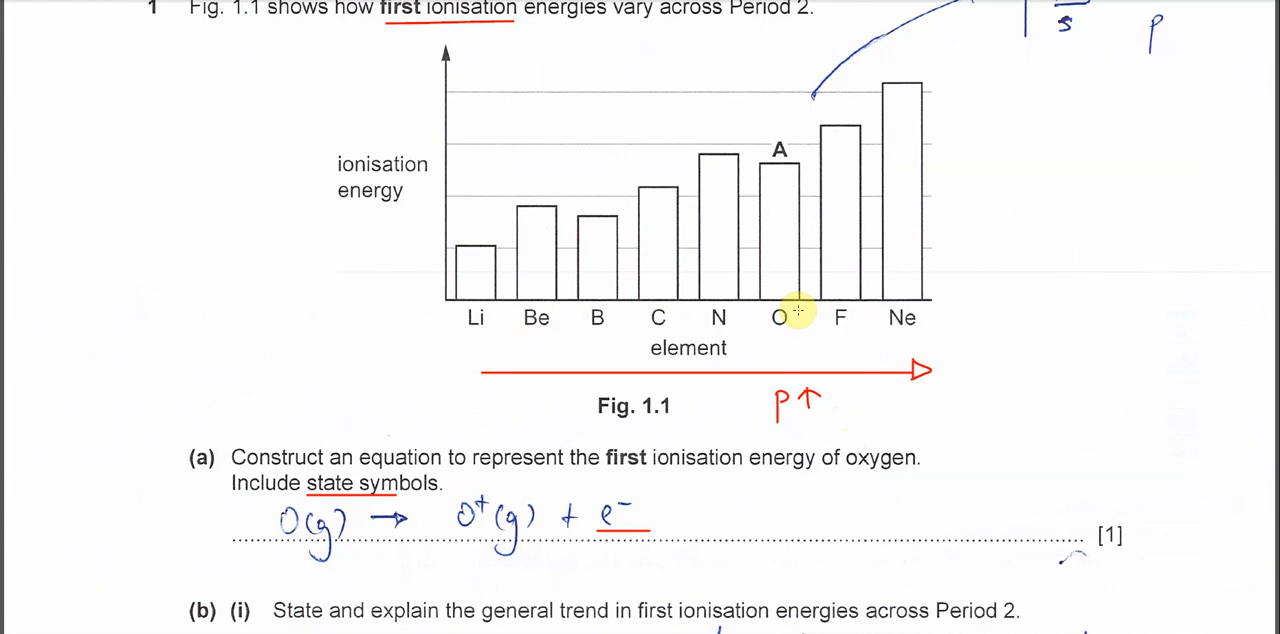 1 Fig. 1.1 shows how first ionisation energies vary across Period 2.
s p
ionisation
energy
A
Li Be B C N O F Ne
element
Fig. 1.1
P↑
(a) Construct an equation to represent the first ionisation energy of oxygen.
Include state symbols.
O(g) → O⁺(g) + e⁻
[1]
(b) (i) State and explain the general trend in first ionisation energies across Period 2.